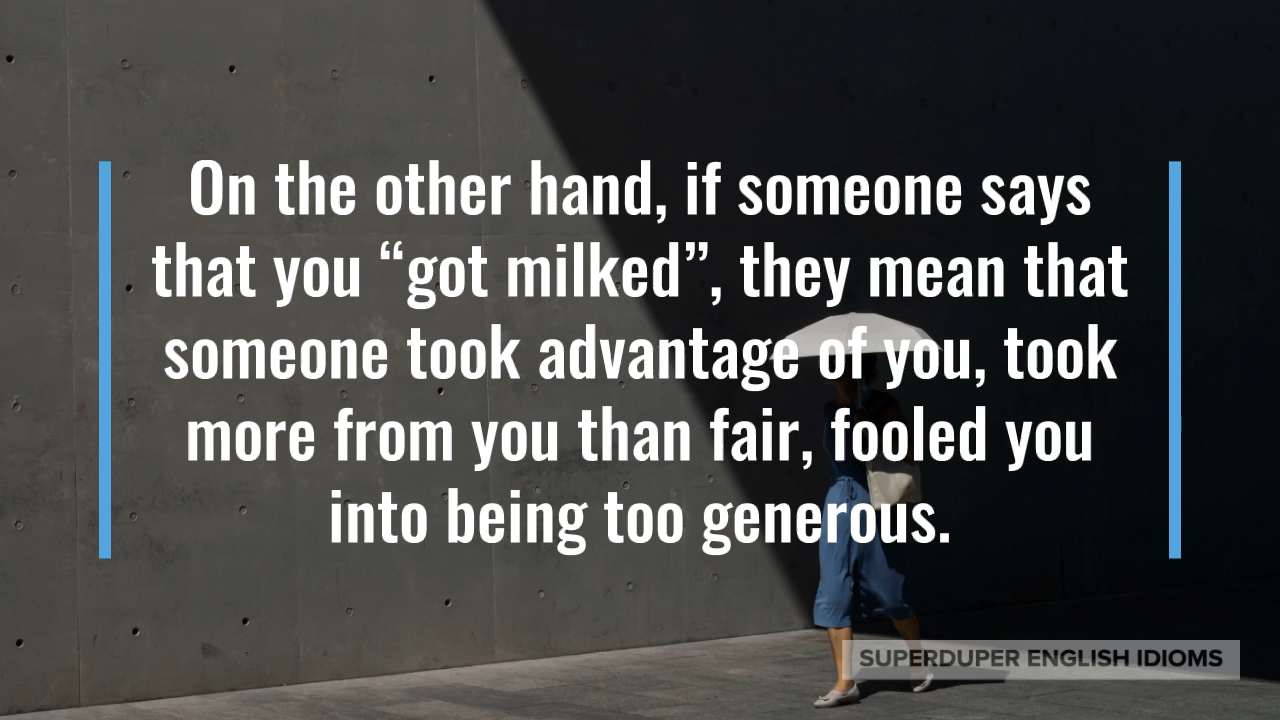 On the other hand, if someone says
that you “got milked”, they mean that
someone took advantage of you, took
more from you than fair, fooled you
into being too generous.
SUPERDUPER ENGLISH IDIOMS